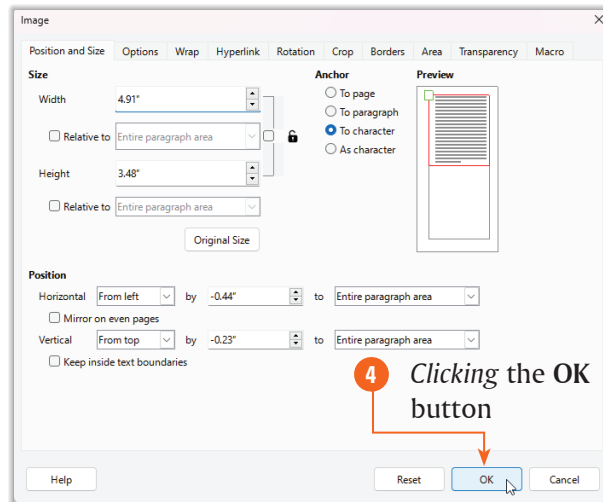 Image
Position and Size Options Wrap Hyperlink Rotation Crop Borders Area Transparency Macro
Size
Anchor
Preview
Width 4.91"
To page
To paragraph
Relative to Entire paragraph area
To character
As character
Height 3.48"
Relative to Entire paragraph area
Original Size
Position
Horizontal From left by -0.44" to Entire paragraph area
Mirror on even pages
Vertical From top by -0.23" to Entire paragraph area
Keep inside text boundaries
4 Clicking the OK
button
Help Reset OK Cancel